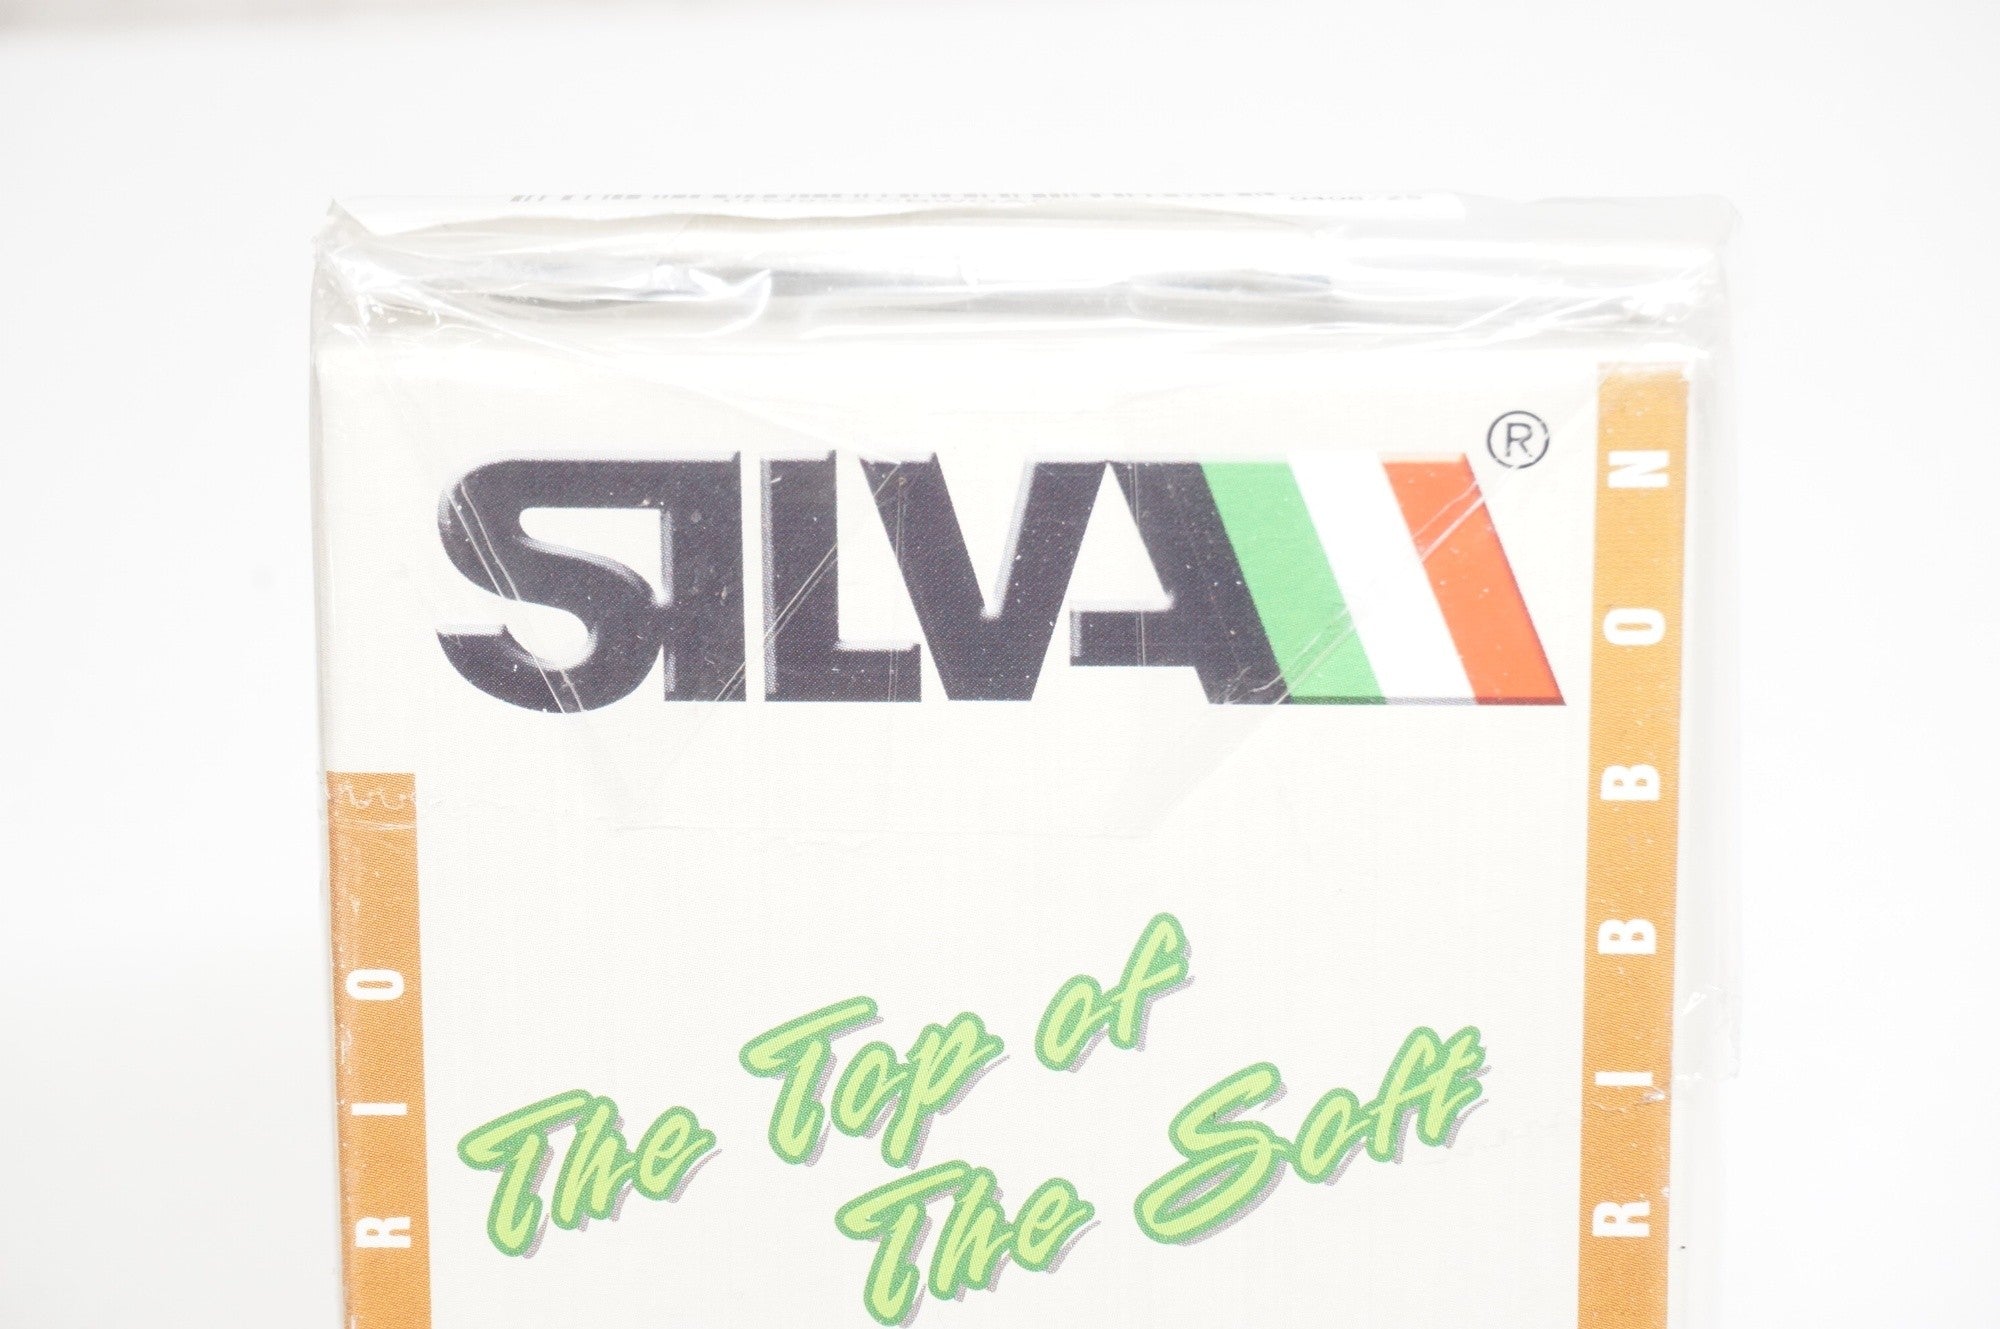 SILVA
®
The Top of
The Soft
RIBBON
RIO